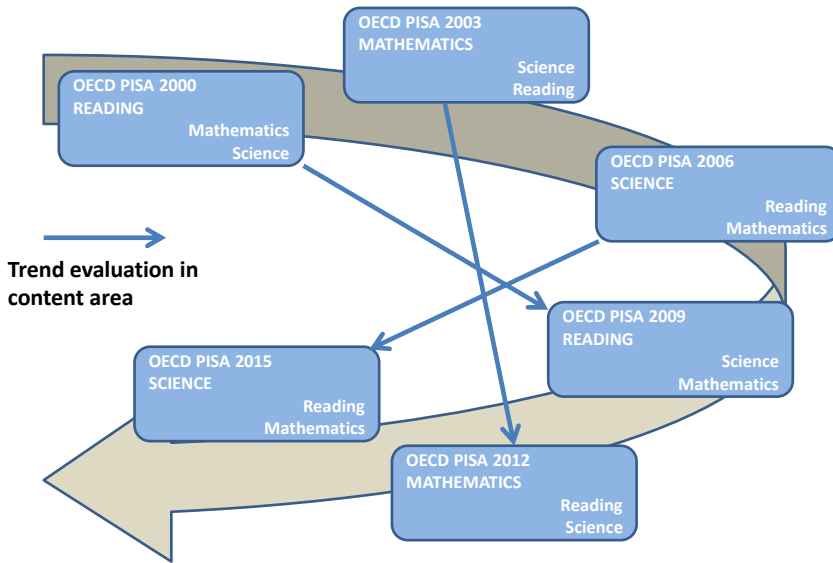 OECD PISA 2003
MATHEMATICS
Science
Reading
OECD PISA 2000
READING
Mathematics
Science
OECD PISA 2006
SCIENCE
Reading
Mathematics
Trend evaluation in
content area
OECD PISA 2009
READING
Science
Mathematics
OECD PISA 2015
SCIENCE
Reading
Mathematics
OECD PISA 2012
MATHEMATICS
Reading
Science